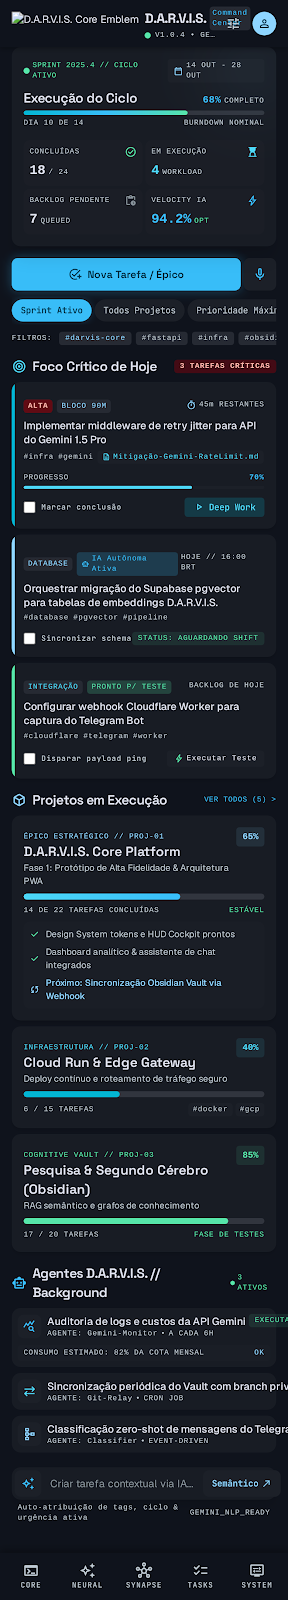 D.A.R.V.I.S. Core Emblem
D.A.R.V.I.S.
Command
V1.0.4 • GE…
SPRINT 2025.4 // CICLO
ATIVO
14 OUT - 28
OUT
Execução do Ciclo
68% COMPLETO
DIA 10 DE 14
BURNDOWN NOMINAL
CONCLUÍDAS
18 / 24
EM EXECUÇÃO
4 WORKLOAD
BACKLOG PENDENTE
7 QUEUED
VELOCITY IA
94.2% OPT
Nova Tarefa / Épico
Sprint Ativo
Todos Projetos
Prioridade Máxim
FILTROS:
#darvis-core
#fastapi
#infra
#obsid
Foco Crítico de Hoje
3 TAREFAS CRÍTICAS
ALTA
BLOCO 90M
45m RESTANTES
Implementar middleware de retry jitter para API
do Gemini 1.5 Pro
#infra #gemini
Mitigação-Gemini-RateLimit.md
PROGRESSO
70%
Marcar conclusão
Deep Work
DATABASE
IA Autônoma
Ativa
HOJE // 16:00
BRT
Orquestrar migração do Supabase pgvector
para tabelas de embeddings D.A.R.V.I.S.
#database #pgvector #pipeline
Sincronizar schema
STATUS: AGUARDANDO SHIFT
INTEGRAÇÃO
PRONTO P/ TESTE
BACKLOG DE HOJE
Configurar webhook Cloudflare Worker para
captura do Telegram Bot
#cloudflare #telegram #worker
Disparar payload ping
Executar Teste
Projetos em Execução
VER TODOS (5) >
ÉPICO ESTRATÉGICO // PROJ-01
65%
D.A.R.V.I.S. Core Platform
Fase 1: Protótipo de Alta Fidelidade & Arquitetura
PWA
14 DE 22 TAREFAS CONCLUÍDAS
ESTÁVEL
Design System tokens e HUD Cockpit prontos
Dashboard analítico & assistente de chat
integrados
Próximo: Sincronização Obsidian Vault via
Webhook
INFRAESTRUTURA // PROJ-02
40%
Cloud Run & Edge Gateway
Deploy contínuo e roteamento de tráfego seguro
6 / 15 TAREFAS
#docker #gcp
COGNITIVE VAULT // PROJ-03
85%
Pesquisa & Segundo Cérebro
(Obsidian)
RAG semântico e grafos de conhecimento
17 / 20 TAREFAS
FASE DE TESTES
Agentes D.A.R.V.I.S. //
Background
3
ATIVOS
Auditoria de logs e custos da API Gemini
EXECUTA
AGENTE: Gemini-Monitor • A CADA 6H
CONSUMO ESTIMADO: 82% DA COTA MENSAL
OK
Sincronização periódica do Vault com branch priv
AGENTE: Git-Relay • CRON JOB
Classificação zero-shot de mensagens do Telegra
AGENTE: Classifier • EVENT-DRIVEN
Criar tarefa contextual via IA...
Semântico ↗
Auto-atribuição de tags, ciclo &
urgência ativa
GEMINI_NLP_READY
CORE
NEURAL
SYNAPSE
TASKS
SYSTEM